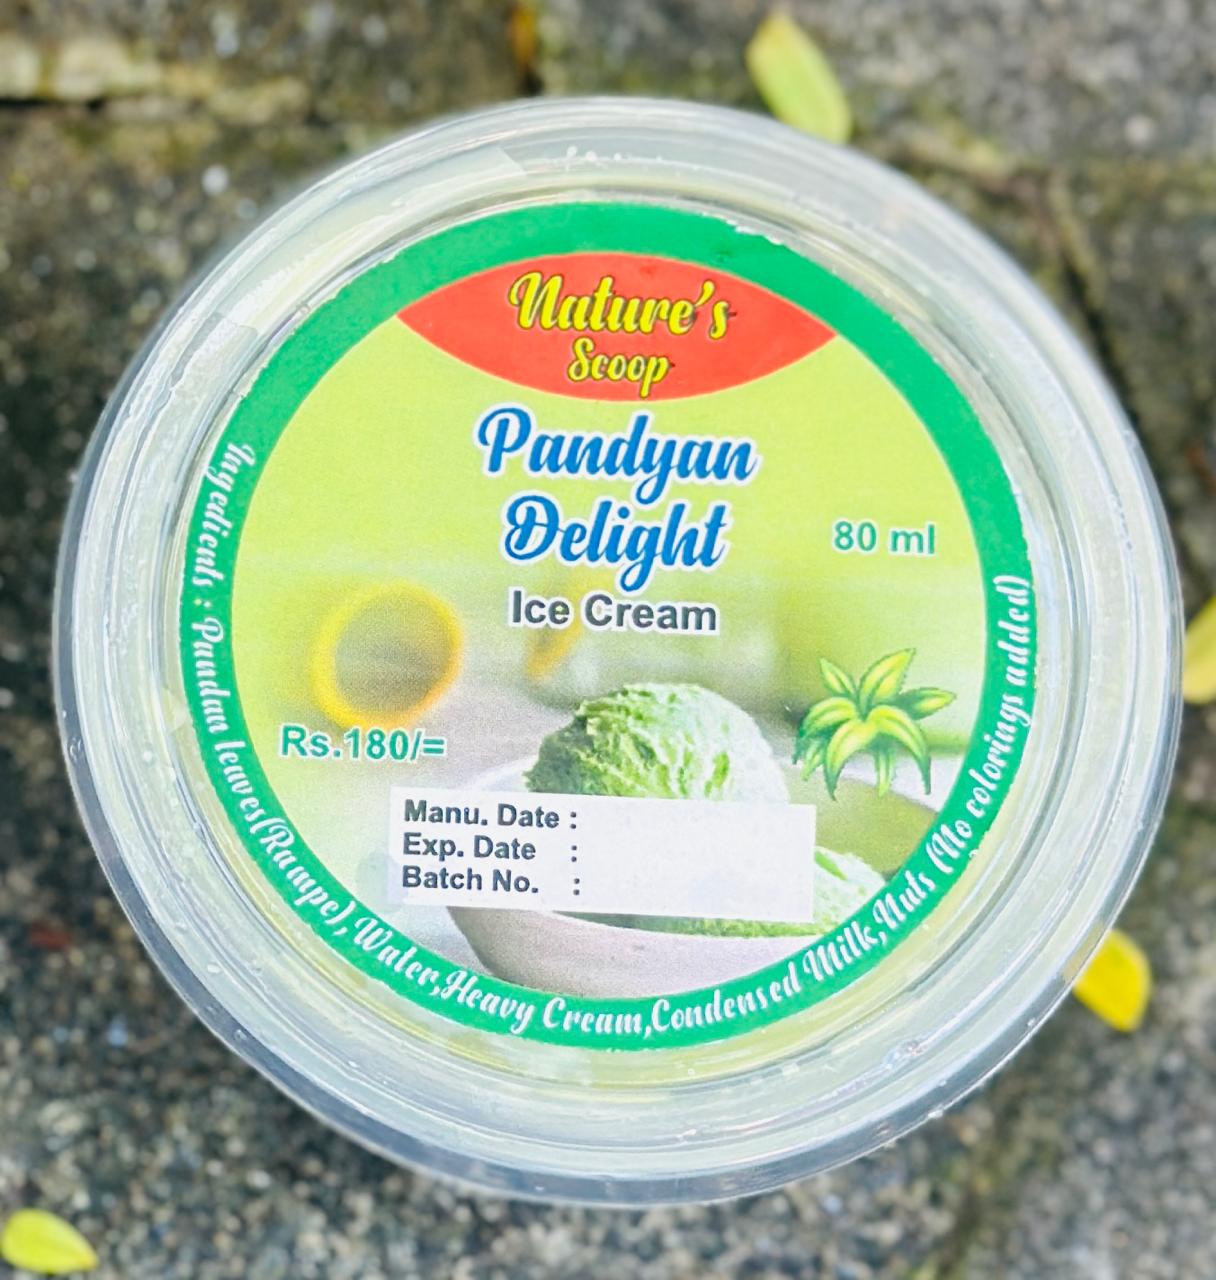 Nature's
Scoop
Pandyan
Delight
Ice Cream
80 ml
Rs.180/=
Manu. Date :
Exp. Date :
Batch No. :
Ingedients : Pandan leaves(Rampe), Water,Heavy Cream,Condensed Milk,Nuts (No colorings added)